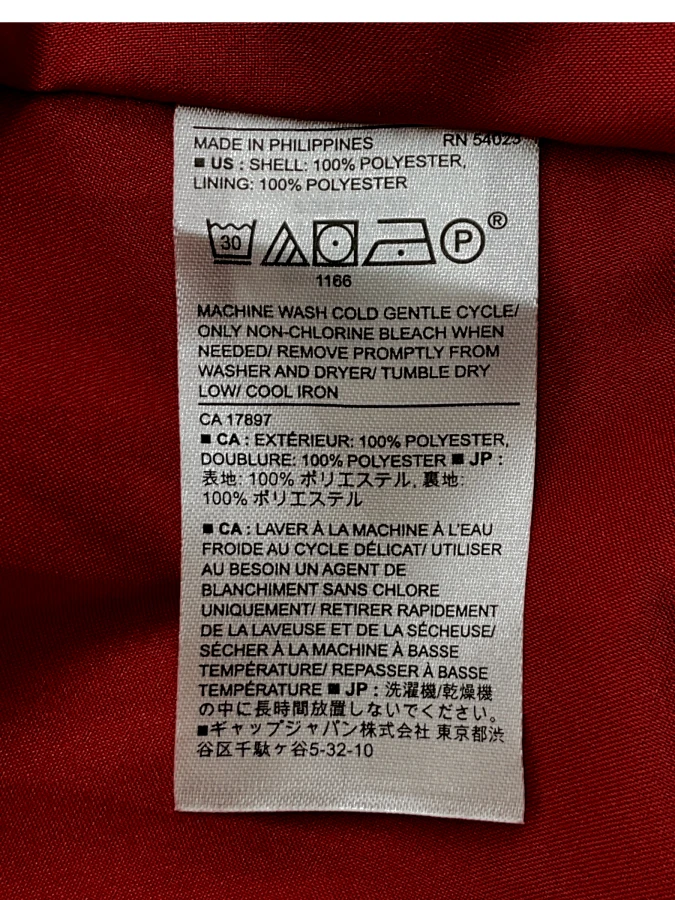 MADE IN PHILIPPINES RN 54023
■ US : SHELL: 100% POLYESTER,
LINING: 100% POLYESTER
30 P ®
1166
MACHINE WASH COLD GENTLE CYCLE/
ONLY NON-CHLORINE BLEACH WHEN
NEEDED/ REMOVE PROMPTLY FROM
WASHER AND DRYER/ TUMBLE DRY
LOW/ COOL IRON
CA 17897
■ CA : EXTÉRIEUR: 100% POLYESTER,
DOUBLURE: 100% POLYESTER ■ JP :
表地: 100% ポリエステル, 裏地:
100% ポリエステル
■ CA : LAVER À LA MACHINE À L'EAU
FROIDE AU CYCLE DÉLICAT/ UTILISER
AU BESOIN UN AGENT DE
BLANCHIMENT SANS CHLORE
UNIQUEMENT/ RETIRER RAPIDEMENT
DE LA LAVEUSE ET DE LA SÉCHEUSE/
SÉCHER À LA MACHINE À BASSE
TEMPÉRATURE/ REPASSER À BASSE
TEMPÉRATURE ■ JP : 洗濯機/乾燥機
の中に長時間放置しないでください。
■ギャップジャパン株式会社 東京都渋
谷区千駄ヶ谷5-32-10